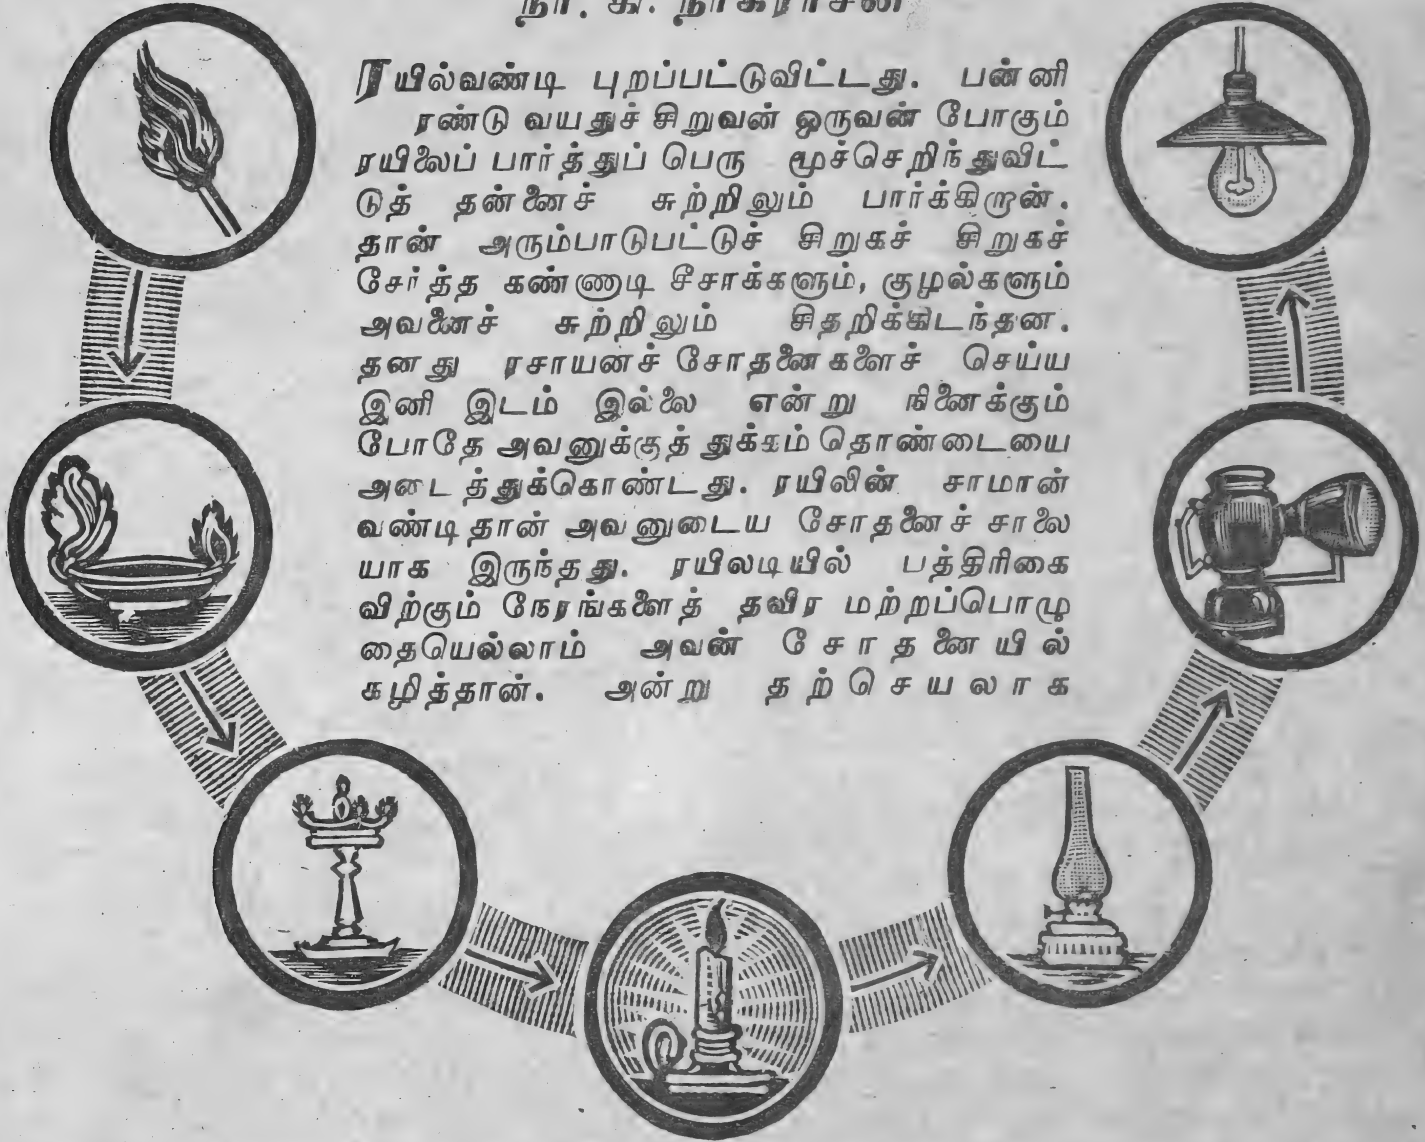 நா. கி. நாகராசன்
ரயில்வண்டி புறப்பட்டுவிட்டது. பன்னி
ரண்டு வயதுச் சிறுவன் ஒருவன் போகும்
ரயிலைப் பார்த்துப் பெரு மூச்செறிந்துவிட்
டுத் தன்னைச் சுற்றிலும் பார்க்கிறான்.
தான் அரும்பாடுபட்டுச் சிறுகச் சிறுகச்
சேர்த்த கண்ணாடி சீசாக்களும், குழல்களும்
அவனைச் சுற்றிலும் சிதறிக்கிடந்தன.
தனது ரசாயனச் சோதனைகளைச் செய்ய
இனி இடம் இல்லை என்று நினைக்கும்
போதே அவனுக்குத் துக்கம் தொண்டையை
அடைத்துக்கொண்டது. ரயிலின் சாமான்
வண்டிதான் அவனுடைய சோதனைச் சாலை
யாக இருந்தது. ரயிலடியில் பத்திரிகை
விற்கும் நேரங்களைத் தவிர மற்றப்பொழு
தையெல்லாம் அவன் சோதனையில்
கழித்தான். அன்று தற்செயலாக